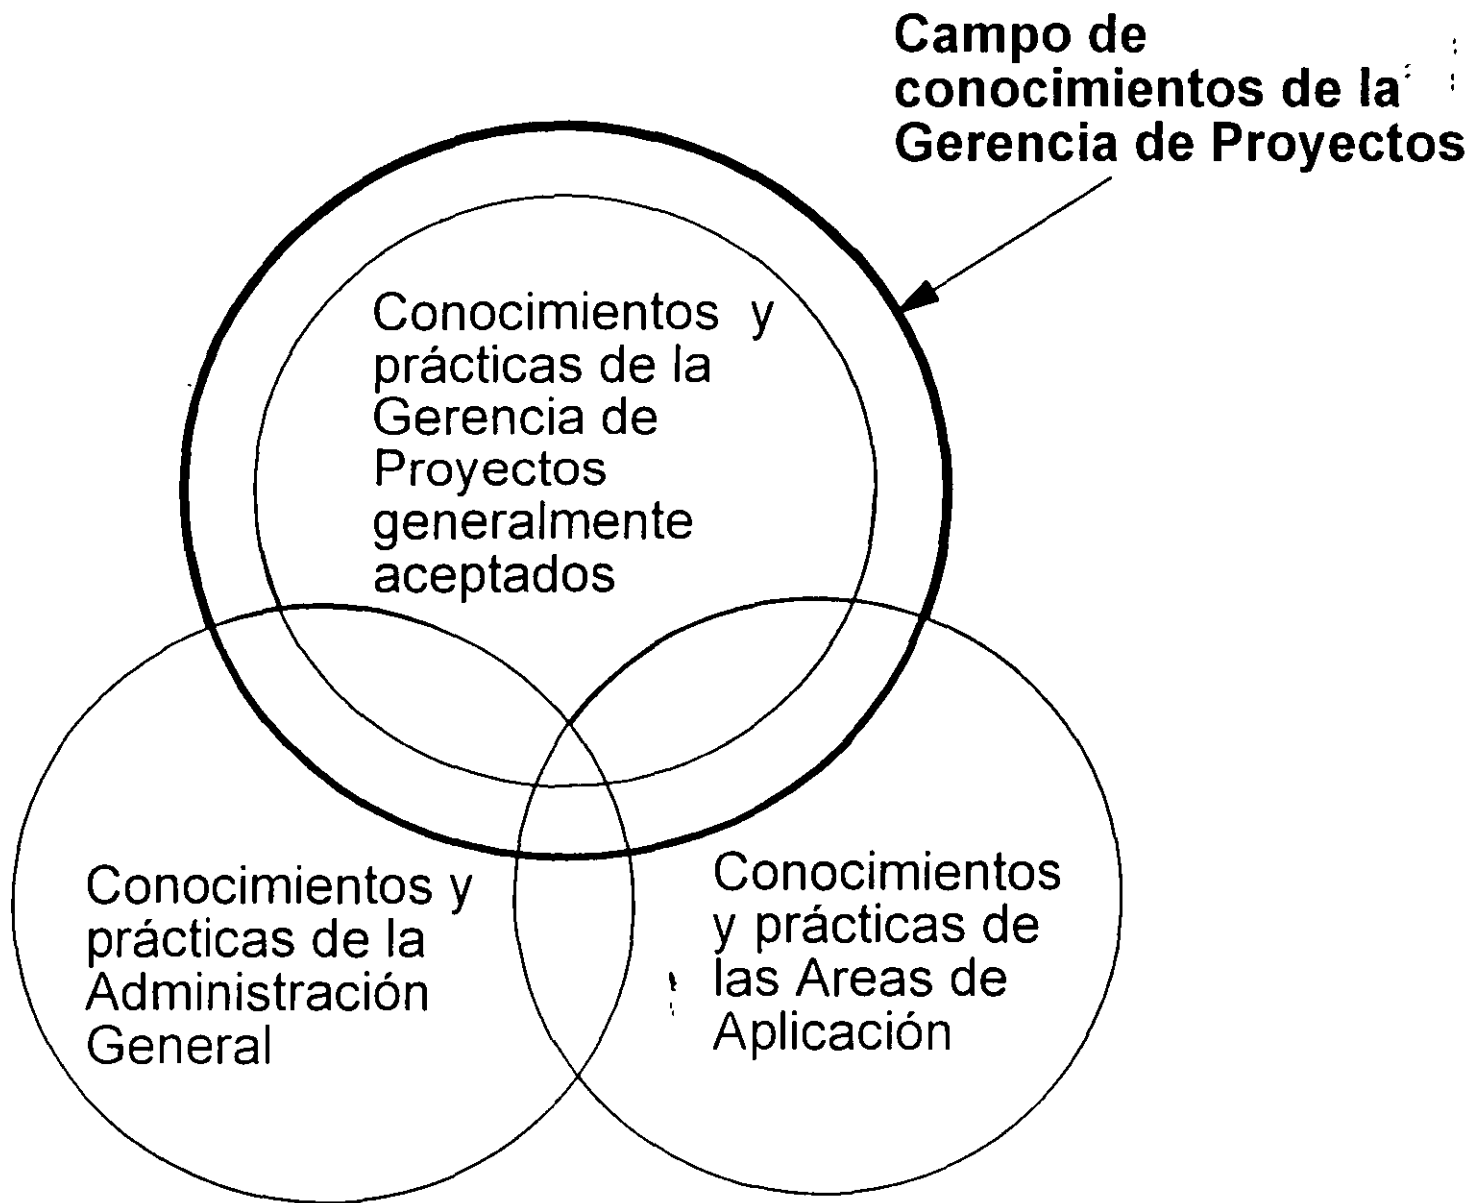 Campo de
conocimientos de la
Gerencia de Proyectos
Conocimientos y
prácticas de la
Gerencia de
Proyectos
generalmente
aceptados
Conocimientos y
prácticas de la
Administración
General
Conocimientos
y prácticas de
las Areas de
Aplicación